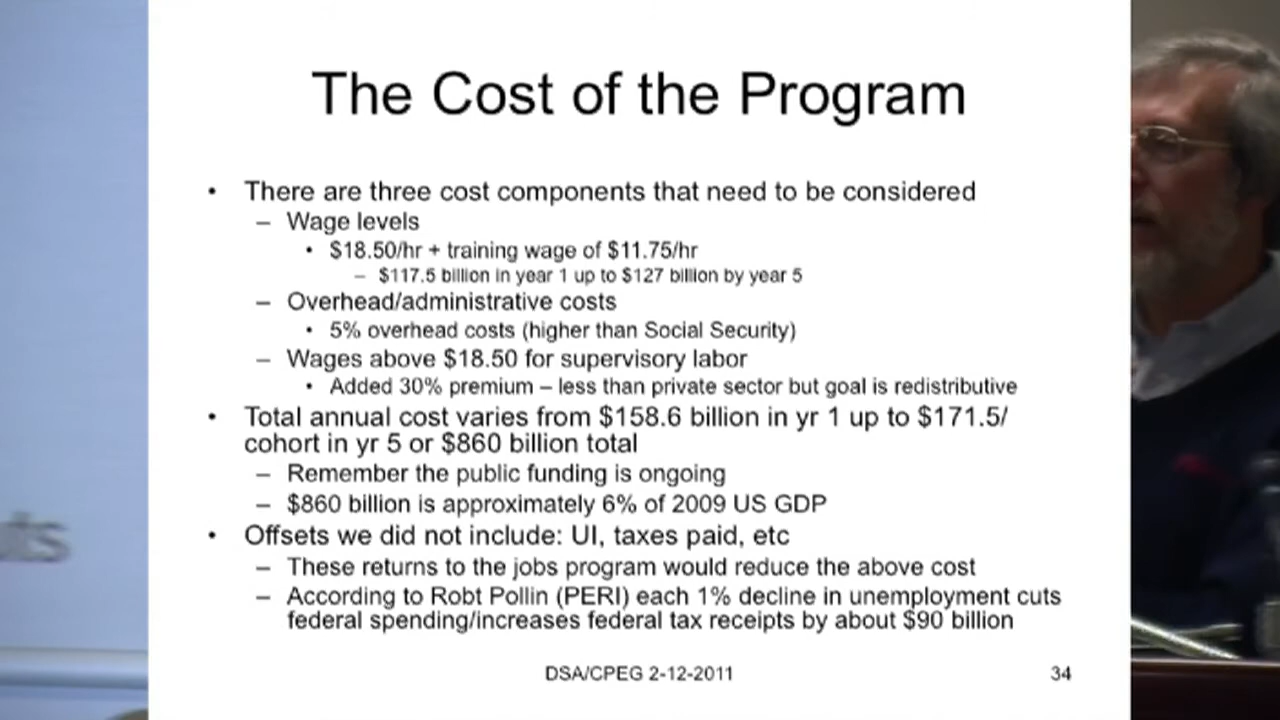 The Cost of the Program
• There are three cost components that need to be considered
– Wage levels
• $18.50/hr + training wage of $11.75/hr
– $117.5 billion in year 1 up to $127 billion by year 5
– Overhead/administrative costs
• 5% overhead costs (higher than Social Security)
– Wages above $18.50 for supervisory labor
• Added 30% premium – less than private sector but goal is redistributive
• Total annual cost varies from $158.6 billion in yr 1 up to $171.5/
cohort in yr 5 or $860 billion total
– Remember the public funding is ongoing
– $860 billion is approximately 6% of 2009 US GDP
• Offsets we did not include: UI, taxes paid, etc
– These returns to the jobs program would reduce the above cost
– According to Robt Pollin (PERI) each 1% decline in unemployment cuts
federal spending/increases federal tax receipts by about $90 billion
DSA/CPEG 2-12-2011
34